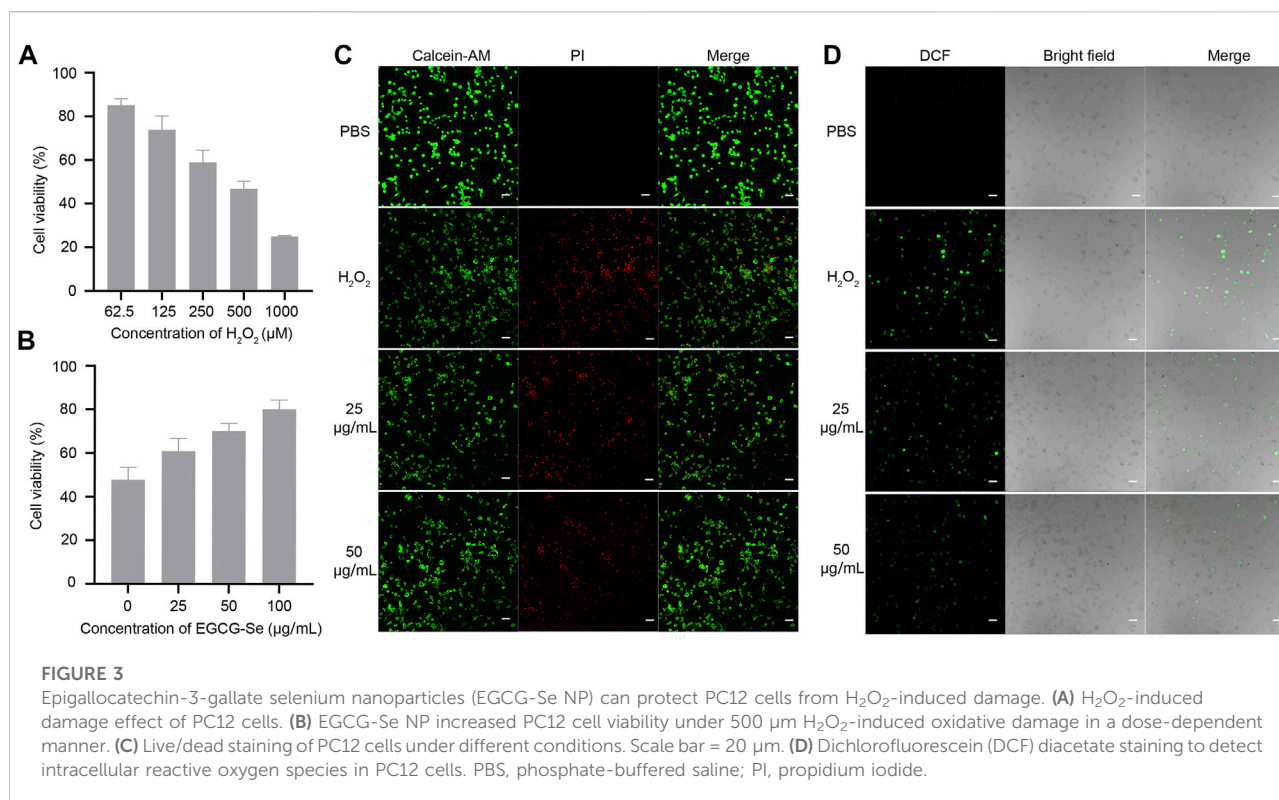 A
100
80
60
40
20
0
Cell viability (%)
62.5 125 250 500 1000
Concentration of H₂O₂ (µM)
B
100
80
60
40
20
0
Cell viability (%)
0 25 50 100
Concentration of EGCG-Se (µg/mL)
C
Calcein-AM PI Merge
PBS
H₂O₂
25
µg/mL
50
µg/mL
D
DCF Bright field Merge
PBS
H₂O₂
25
µg/mL
50
µg/mL
FIGURE 3
Epigallocatechin-3-gallate selenium nanoparticles (EGCG-Se NP) can protect PC12 cells from H₂O₂-induced damage. (A) H₂O₂-induced
damage effect of PC12 cells. (B) EGCG-Se NP increased PC12 cell viability under 500 µm H₂O₂-induced oxidative damage in a dose-dependent
manner. (C) Live/dead staining of PC12 cells under different conditions. Scale bar = 20 µm. (D) Dichlorofluorescein (DCF) diacetate staining to detect
intracellular reactive oxygen species in PC12 cells. PBS, phosphate-buffered saline; PI, propidium iodide.